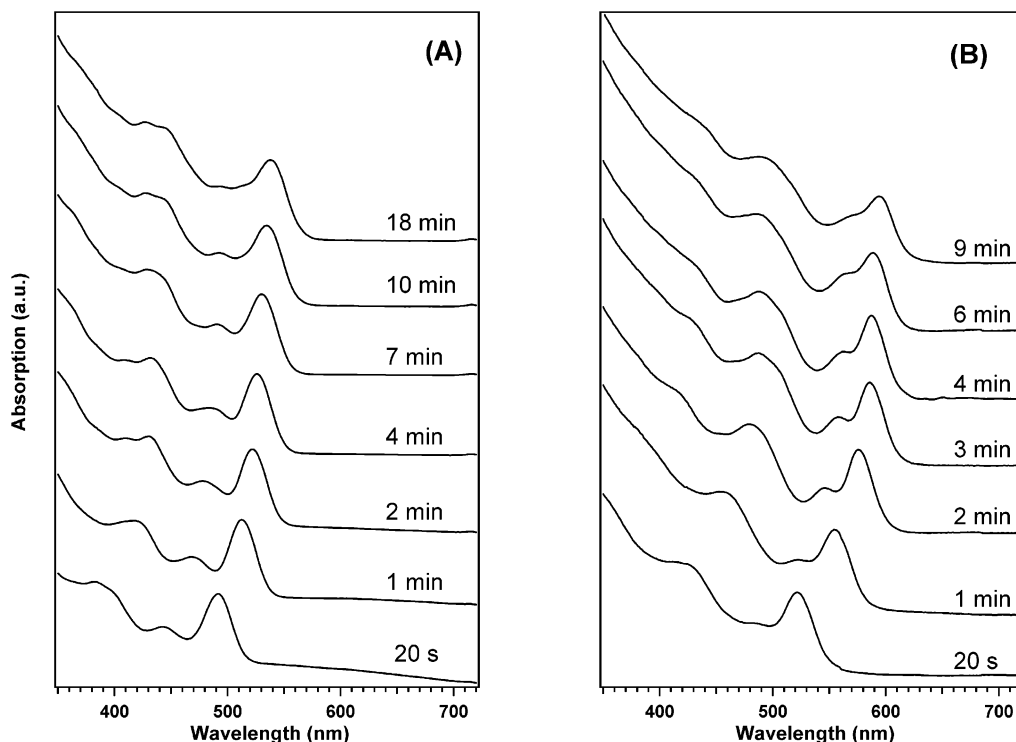 Absorption (a.u.)
(A)
18 min
10 min
7 min
4 min
2 min
1 min
20 s
400 500 600 700
Wavelength (nm)
(B)
9 min
6 min
4 min
3 min
2 min
1 min
20 s
400 500 600 700
Wavelength (nm)